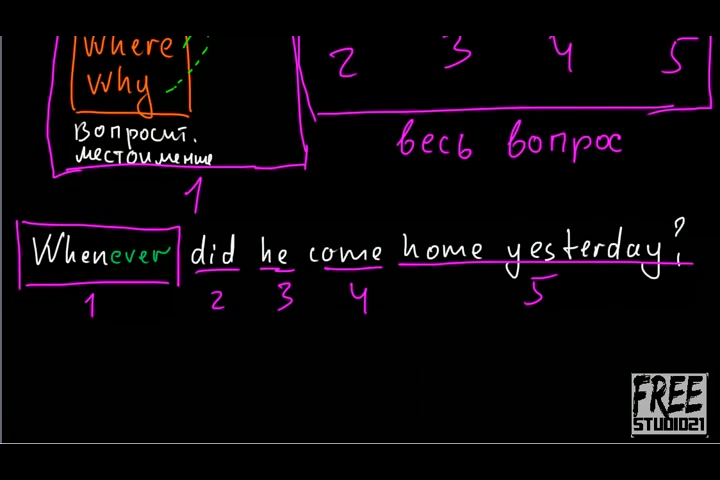 Where
Why
Вопросит.
местоимение
2 3 4 5
весь вопрос
1
Whenever did he come home yesterday?
1 2 3 4 5
FREE
STUDIO21